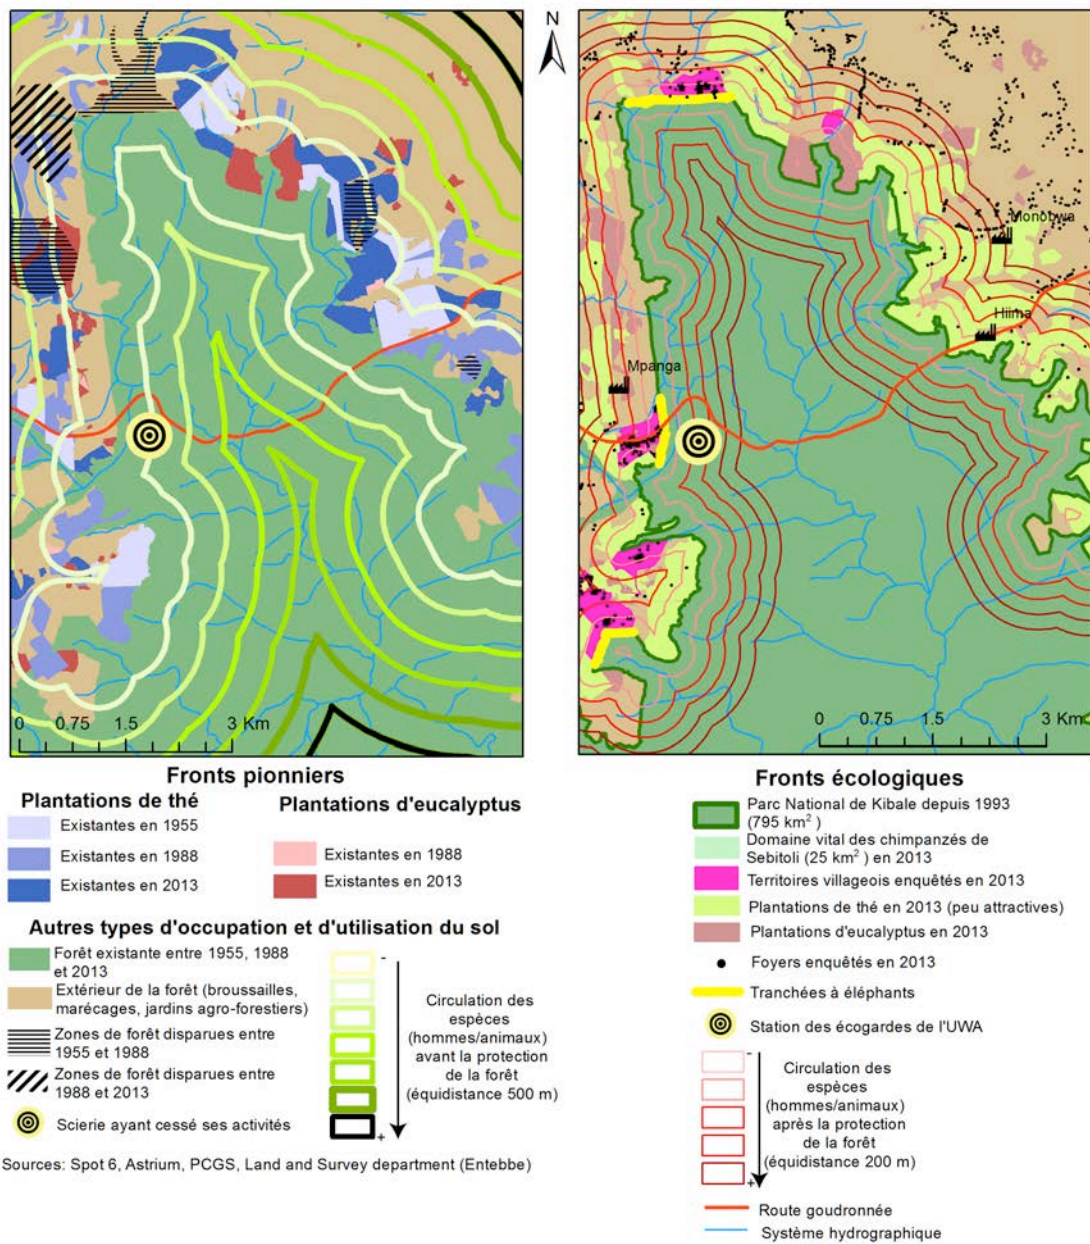 N
Monobwa
Hiima
Mpanga
0 0.75 1.5 3 Km
0 0.75 1.5 3 Km
Fronts pionniers
Plantations de thé
Existantes en 1955
Existantes en 1988
Existantes en 2013
Plantations d'eucalyptus
Existantes en 1988
Existantes en 2013
Autres types d'occupation et d'utilisation du sol
Forêt existante entre 1955, 1988
et 2013
Extérieur de la forêt (broussailles,
marécages, jardins agro-forestiers)
Zones de forêt disparues entre
1955 et 1988
Zones de forêt disparues entre
1988 et 2013
Scierie ayant cessé ses activités
-
Circulation des
espèces
(hommes/animaux)
avant la protection
de la forêt
(équidistance 500 m)
+
Sources: Spot 6, Astrium, PCGS, Land and Survey department (Entebbe)
Fronts écologiques
Parc National de Kibale depuis 1993
(795 km²)
Domaine vital des chimpanzés de
Sebitoli (25 km²) en 2013
Territoires villageois enquêtés en 2013
Plantations de thé en 2013 (peu attractives)
Plantations d'eucalyptus en 2013
Foyers enquêtés en 2013
Tranchées à éléphants
Station des écogardes de l'UWA
-
Circulation des
espèces
(hommes/animaux)
après la protection
de la forêt
(équidistance 200 m)
+
Route goudronnée
Système hydrographique